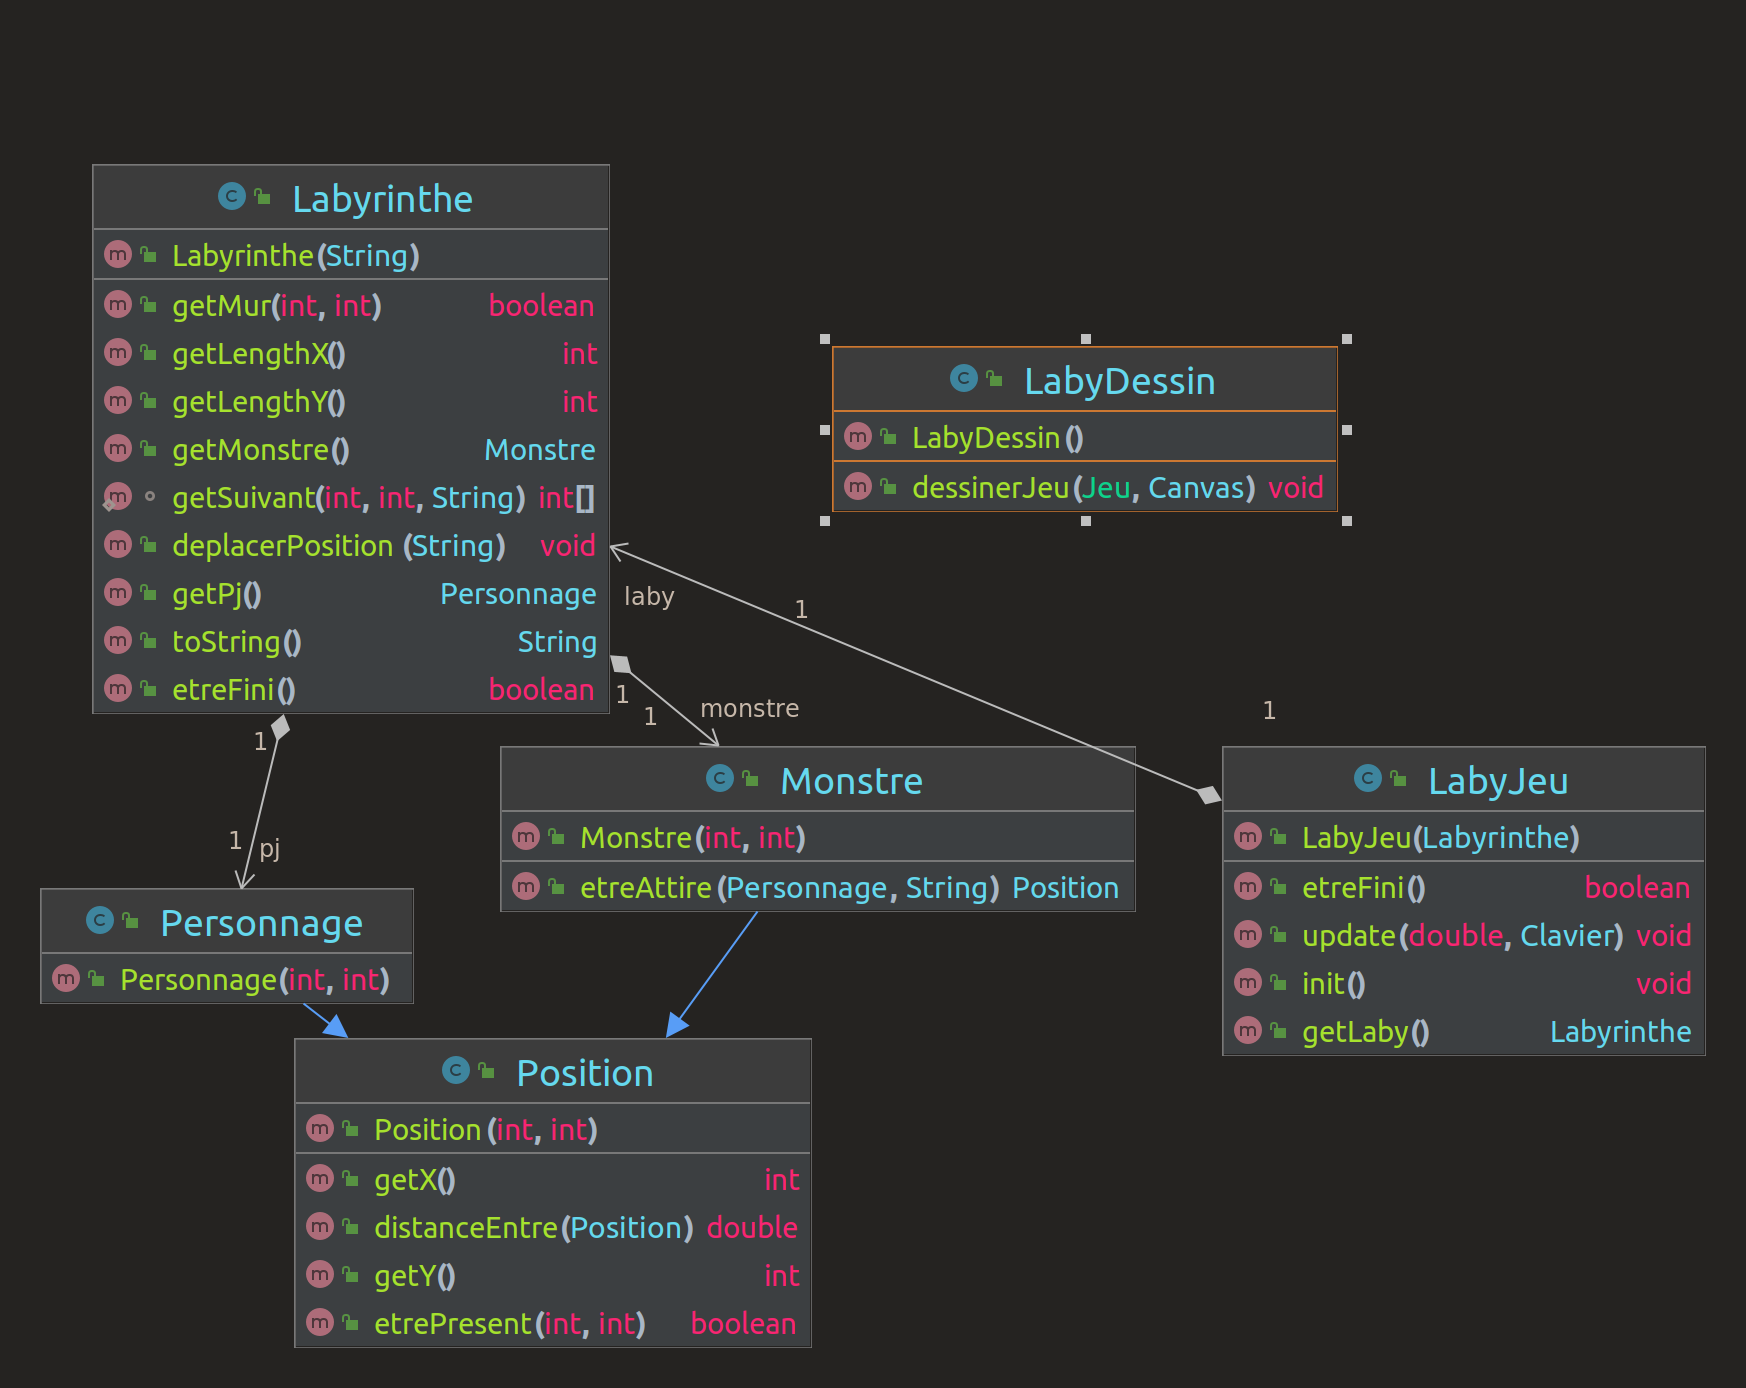 Labyrinthe
Labyrinthe(String)
getMur(int, int) boolean
getLengthX() int
getLengthY() int
getMonstre() Monstre
getSuivant(int, int, String) int[]
deplacerPosition (String) void
getPj() Personnage
toString() String
etreFini() boolean
LabyDessin
LabyDessin()
dessinerJeu(Jeu, Canvas) void
laby
1
1
1
monstre
1
1
1
pj
Monstre
Monstre(int, int)
etreAttire(Personnage, String) Position
LabyJeu
LabyJeu(Labyrinthe)
etreFini() boolean
update(double, Clavier) void
init() void
getLaby() Labyrinthe
Personnage
Personnage(int, int)
Position
Position (int, int)
getX() int
distanceEntre(Position) double
getY() int
etrePresent(int, int) boolean